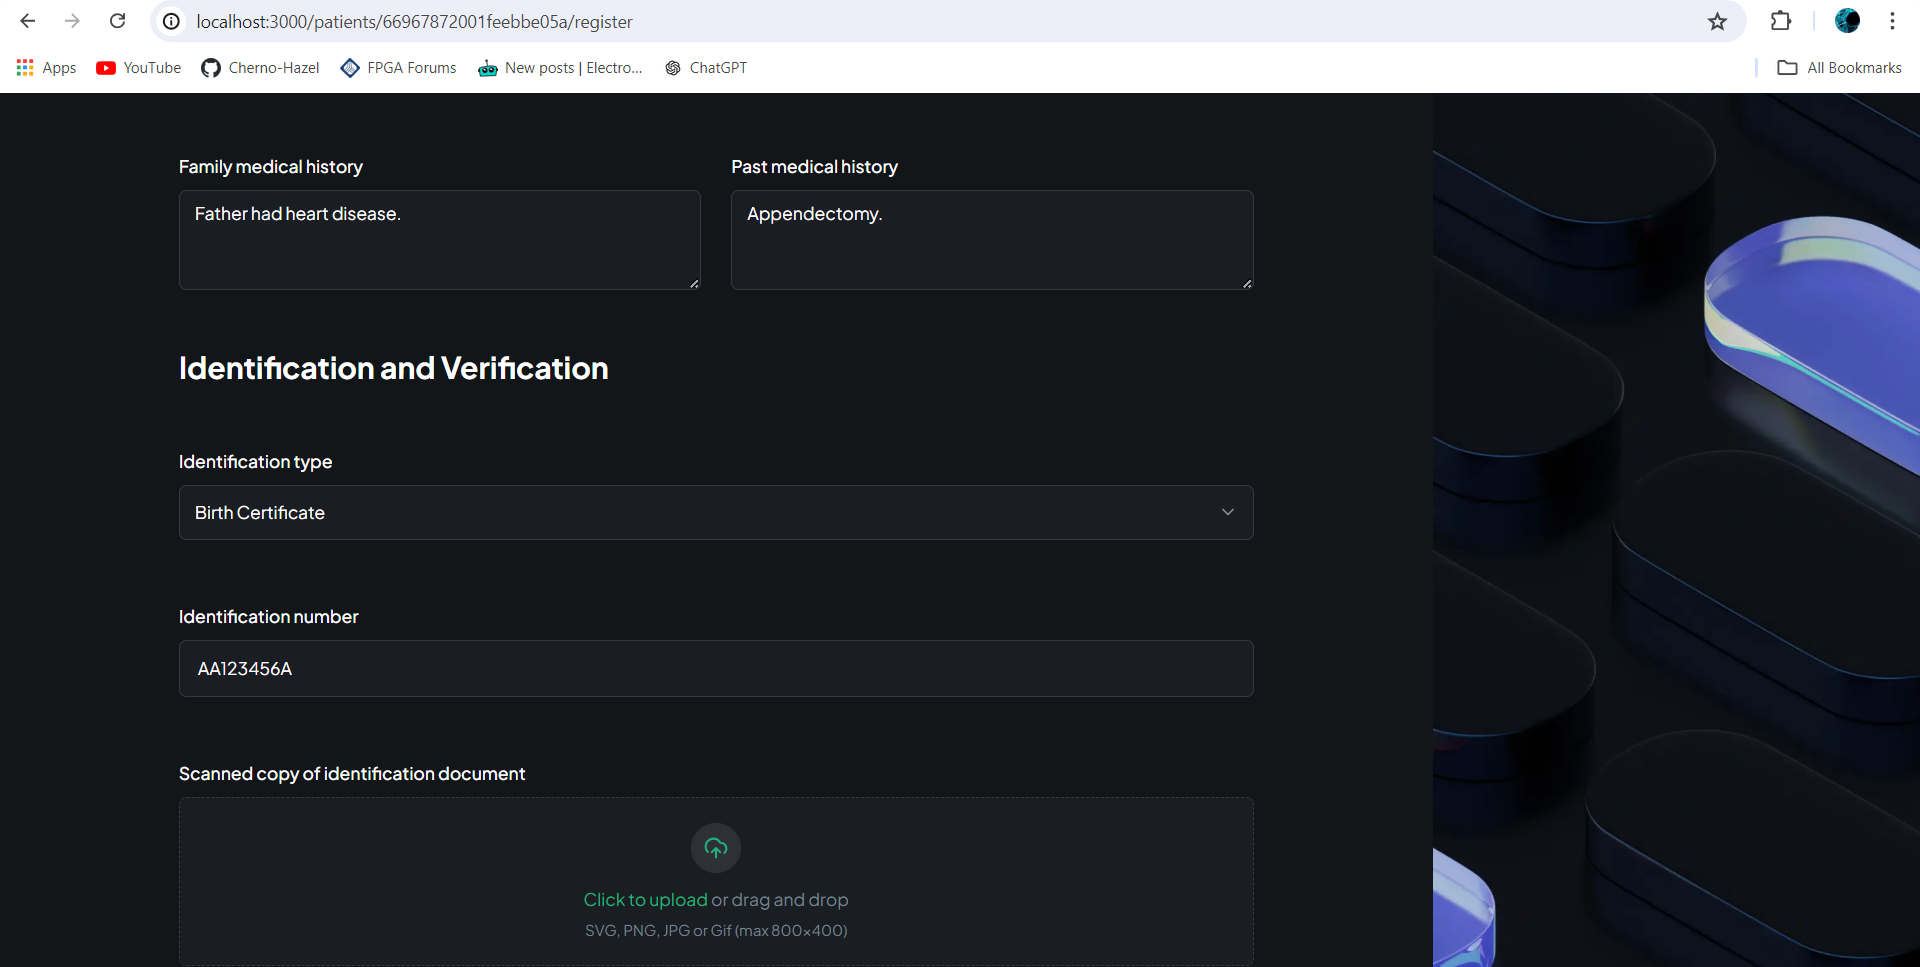 localhost:3000/patients/66967872001feebbe05a/register
Apps YouTube Cherno-Hazel FPGA Forums New posts | Electro... ChatGPT All Bookmarks
Family medical history Past medical history
Father had heart disease. Appendectomy.
Identification and Verification
Identification type
Birth Certificate
Identification number
AA123456A
Scanned copy of identification document
Click to upload or drag and drop
SVG, PNG, JPG or Gif (max 800×400)